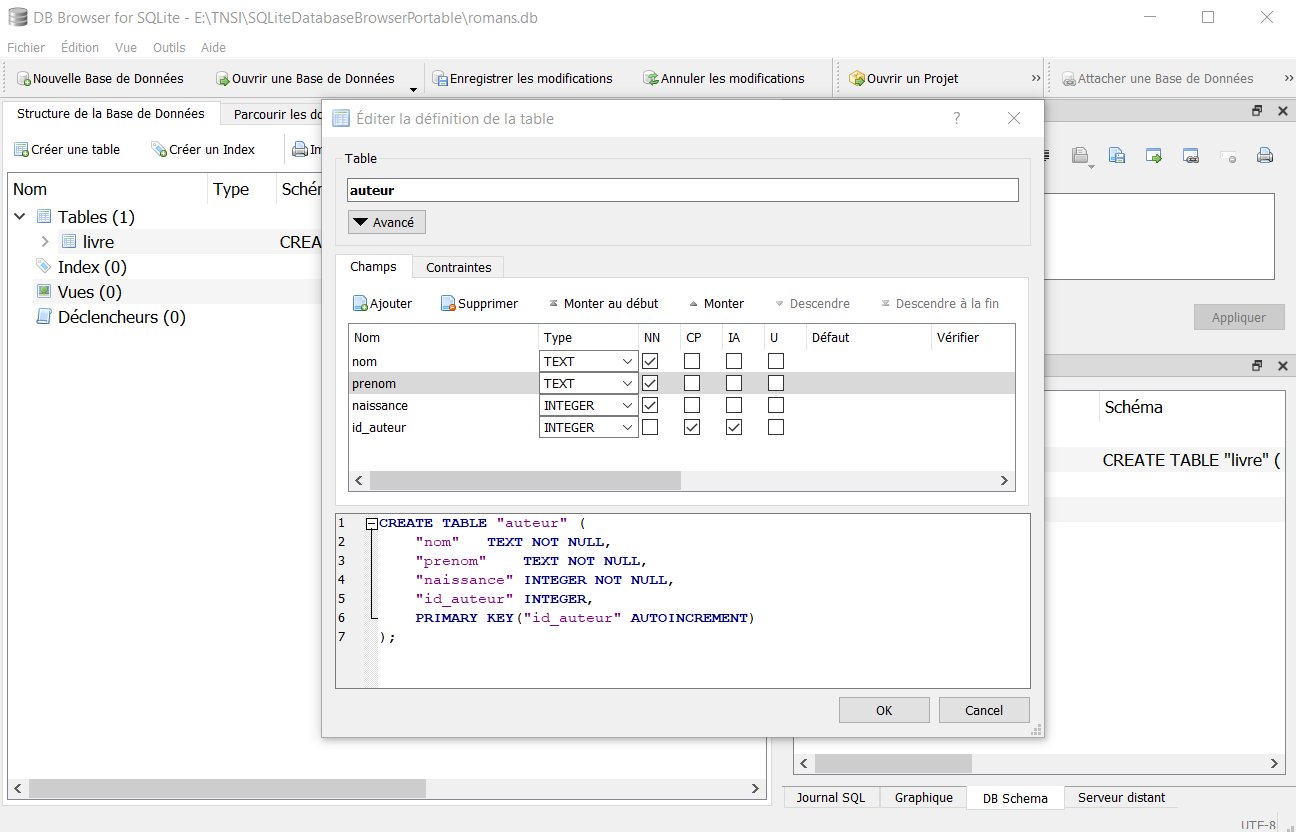 DB Browser for SQLite - E:\TNSI\SQLiteDatabaseBrowserPortable\romans.db
Fichier Édition Vue Outils Aide
Nouvelle Base de Données Ouvrir une Base de Données Enregistrer les modifications Annuler les modifications Ouvrir un Projet » Attacher une Base de Données »
Structure de la Base de Données Parcourir les do
Créer une table Créer un Index Im
Nom Type Schér
Tables (1)
livre CREA
Index (0)
Vues (0)
Déclencheurs (0)
Éditer la définition de la table ?
Table
auteur
Avancé
Champs Contraintes
Ajouter Supprimer Monter au début Monter Descendre Descendre à la fin
Nom Type NN CP IA U Défaut Vérifier
nom TEXT
prenom TEXT
naissance INTEGER
id_auteur INTEGER
1 CREATE TABLE "auteur" (
2 "nom" TEXT NOT NULL,
3 "prenom" TEXT NOT NULL,
4 "naissance" INTEGER NOT NULL,
5 "id_auteur" INTEGER,
6 PRIMARY KEY("id_auteur" AUTOINCREMENT)
7 );
OK Cancel
Appliquer
Schéma
CREATE TABLE "livre" (
Journal SQL Graphique DB Schema Serveur distant
UTF-8